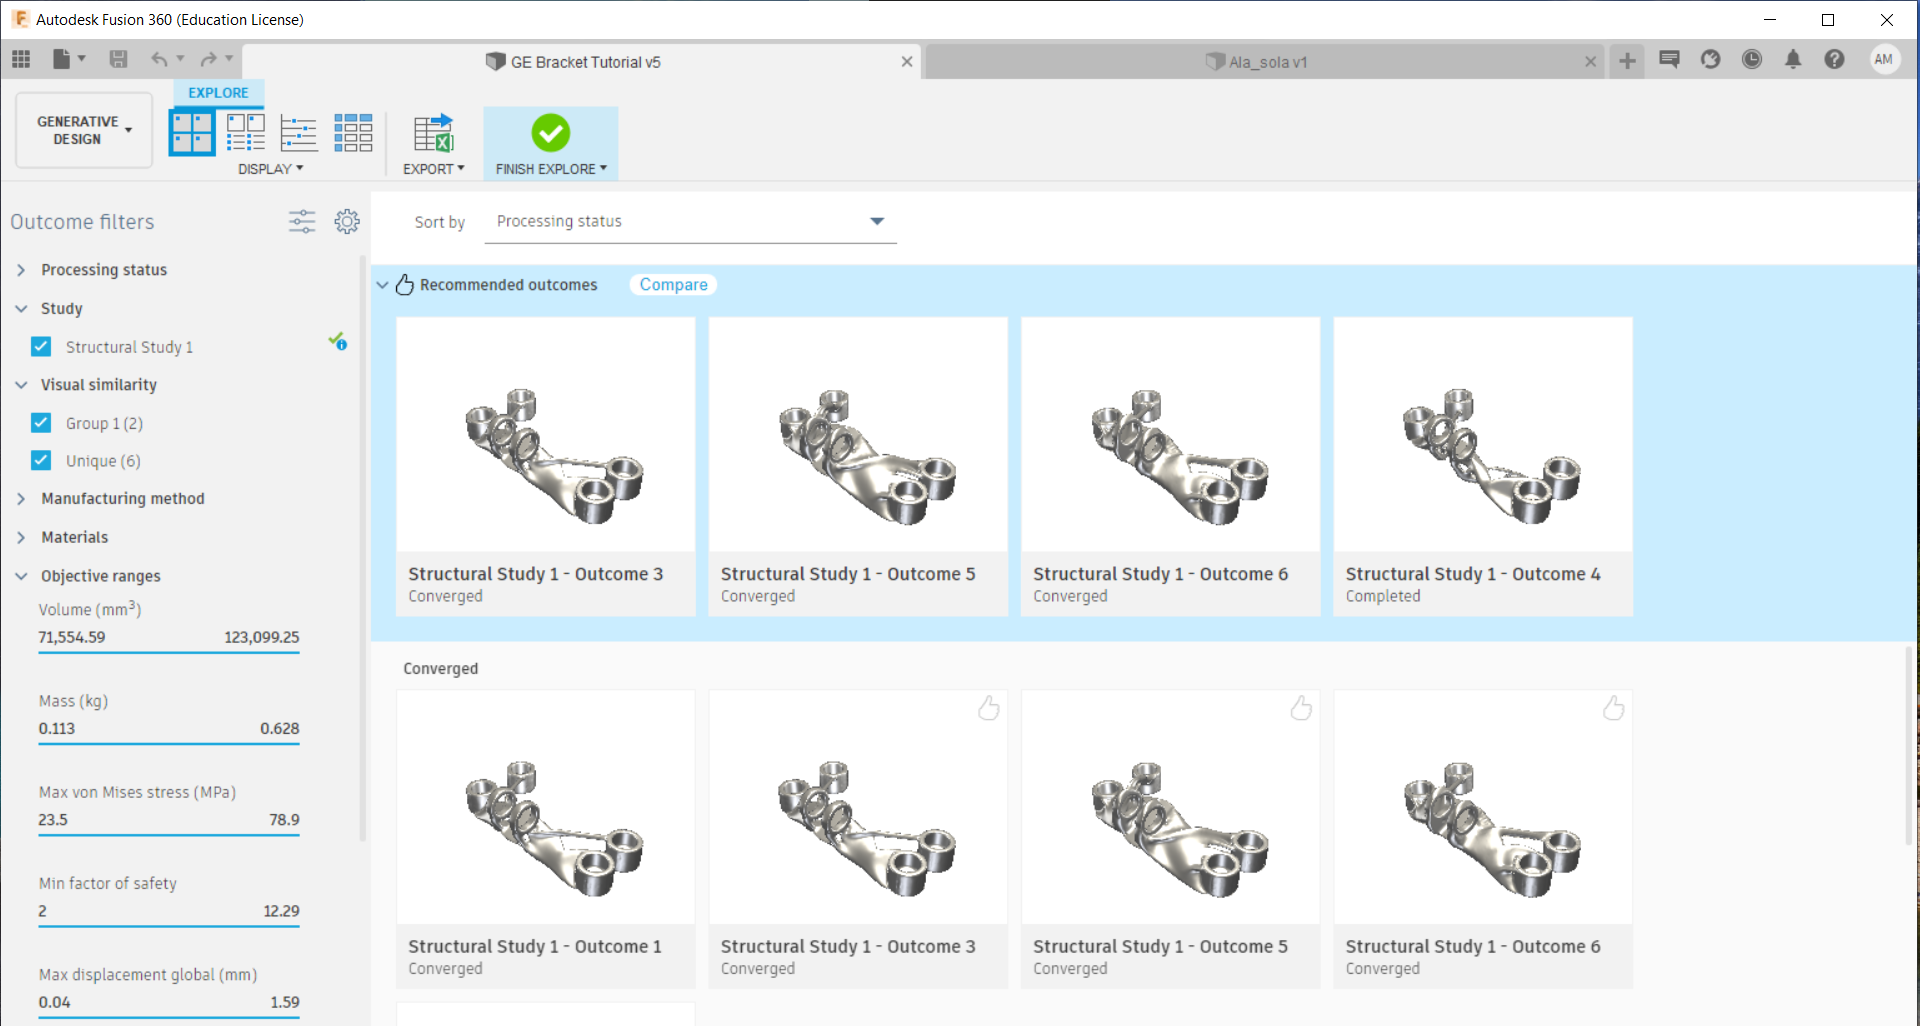 Autodesk Fusion 360 (Education License)
GE Bracket Tutorial v5
Ala_sola v1
AM
EXPLORE
GENERATIVE
DESIGN
DISPLAY
EXPORT
FINISH EXPLORE
Outcome filters
Sort by
Processing status
Processing status
Study
Structural Study 1
Visual similarity
Group 1 (2)
Unique (6)
Manufacturing method
Materials
Objective ranges
Volume (mm³)
71,554.59 123,099.25
Mass (kg)
0.113 0.628
Max von Mises stress (MPa)
23.5 78.9
Min factor of safety
2 12.29
Max displacement global (mm)
0.04 1.59
Recommended outcomes
Compare
Structural Study 1 - Outcome 3
Converged
Structural Study 1 - Outcome 5
Converged
Structural Study 1 - Outcome 6
Converged
Structural Study 1 - Outcome 4
Completed
Converged
Structural Study 1 - Outcome 1
Converged
Structural Study 1 - Outcome 3
Converged
Structural Study 1 - Outcome 5
Converged
Structural Study 1 - Outcome 6
Converged